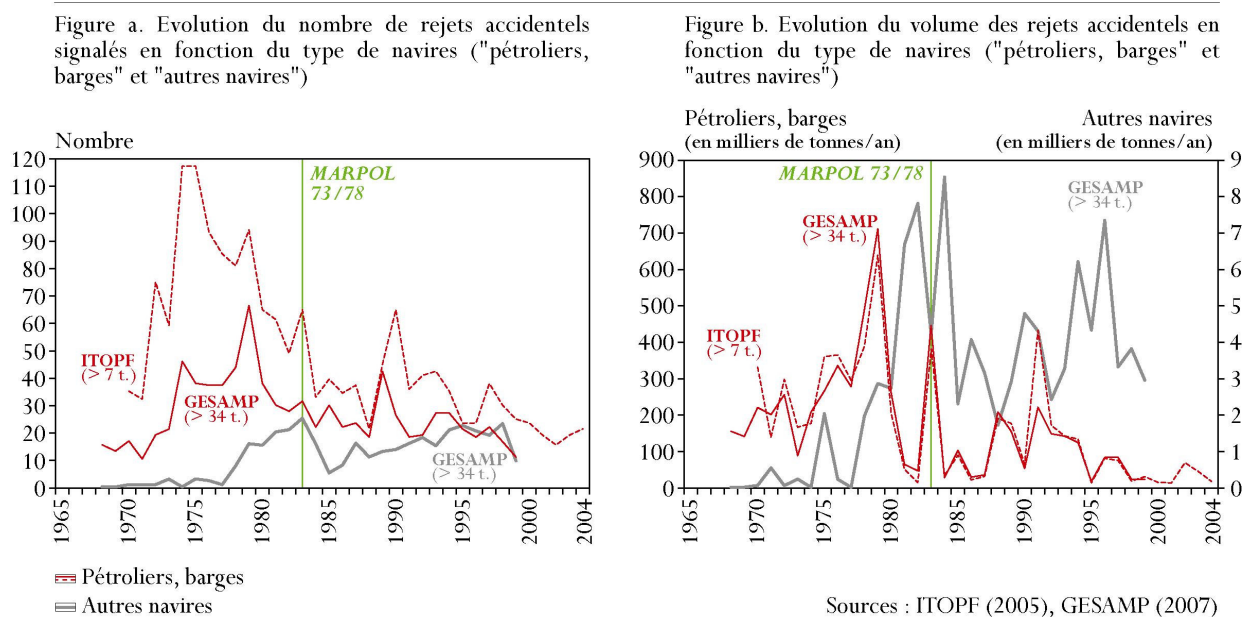 Figure a. Evolution du nombre de rejets accidentels
signalés en fonction du type de navires ("pétroliers,
barges" et "autres navires")
Nombre
120
110
100
90
80
70
60
50
40
30
20
10
0
MARPOL
73/78
ITOPF
(> 7 t.)
GESAMP
(> 34 t.)
GESAMP
(> 34 t.)
1965
1970
1975
1980
1985
1990
1995
2000
2004
Pétroliers, barges
Autres navires
Figure b. Evolution du volume des rejets accidentels en
fonction du type de navires ("pétroliers, barges" et
"autres navires")
Pétroliers, barges
(en milliers de tonnes/an)
Autres navires
(en milliers de tonnes/an)
900
800
700
600
500
400
300
200
100
0
MARPOL 73/78
GESAMP
(> 34 t.)
GESAMP
(> 34 t.)
ITOPF
(> 7 t.)
9
8
7
6
5
4
3
2
1
0
1965
1970
1975
1980
1985
1990
1995
2000
2004
Sources : ITOPF (2005), GESAMP (2007)